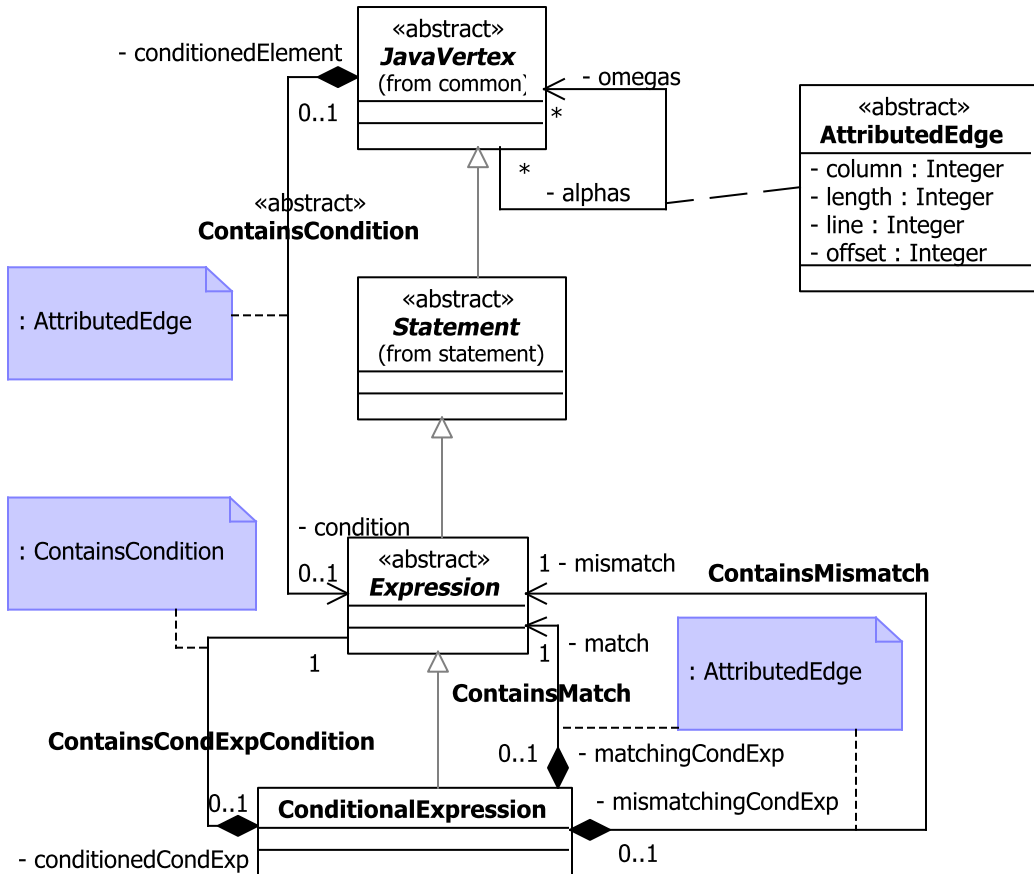 «abstract»
JavaVertex
(from common)
- conditionedElement
0..1
- omegas
*
*
- alphas
«abstract»
AttributedEdge
- column : Integer
- length : Integer
- line : Integer
- offset : Integer
«abstract»
ContainsCondition
: AttributedEdge
«abstract»
Statement
(from statement)
: ContainsCondition
- condition
0..1
«abstract»
Expression
1 - mismatch
ContainsMismatch
1
1
- match
: AttributedEdge
ContainsMatch
ContainsCondExpCondition
0..1
- matchingCondExp
0..1
ConditionalExpression
- mismatchingCondExp
0..1
- conditionedCondExp